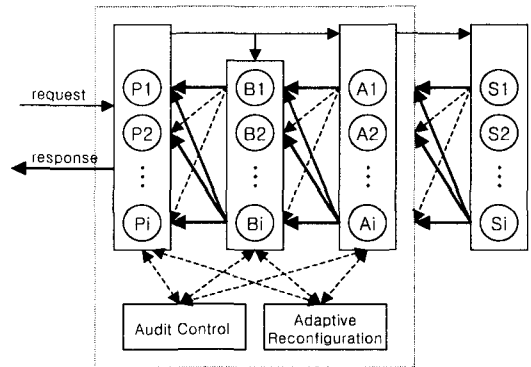 request
response
P1 B1 A1 S1
P2 B2 A2 S2
Pi Bi Ai Si
Audit Control
Adaptive
Reconfiguration